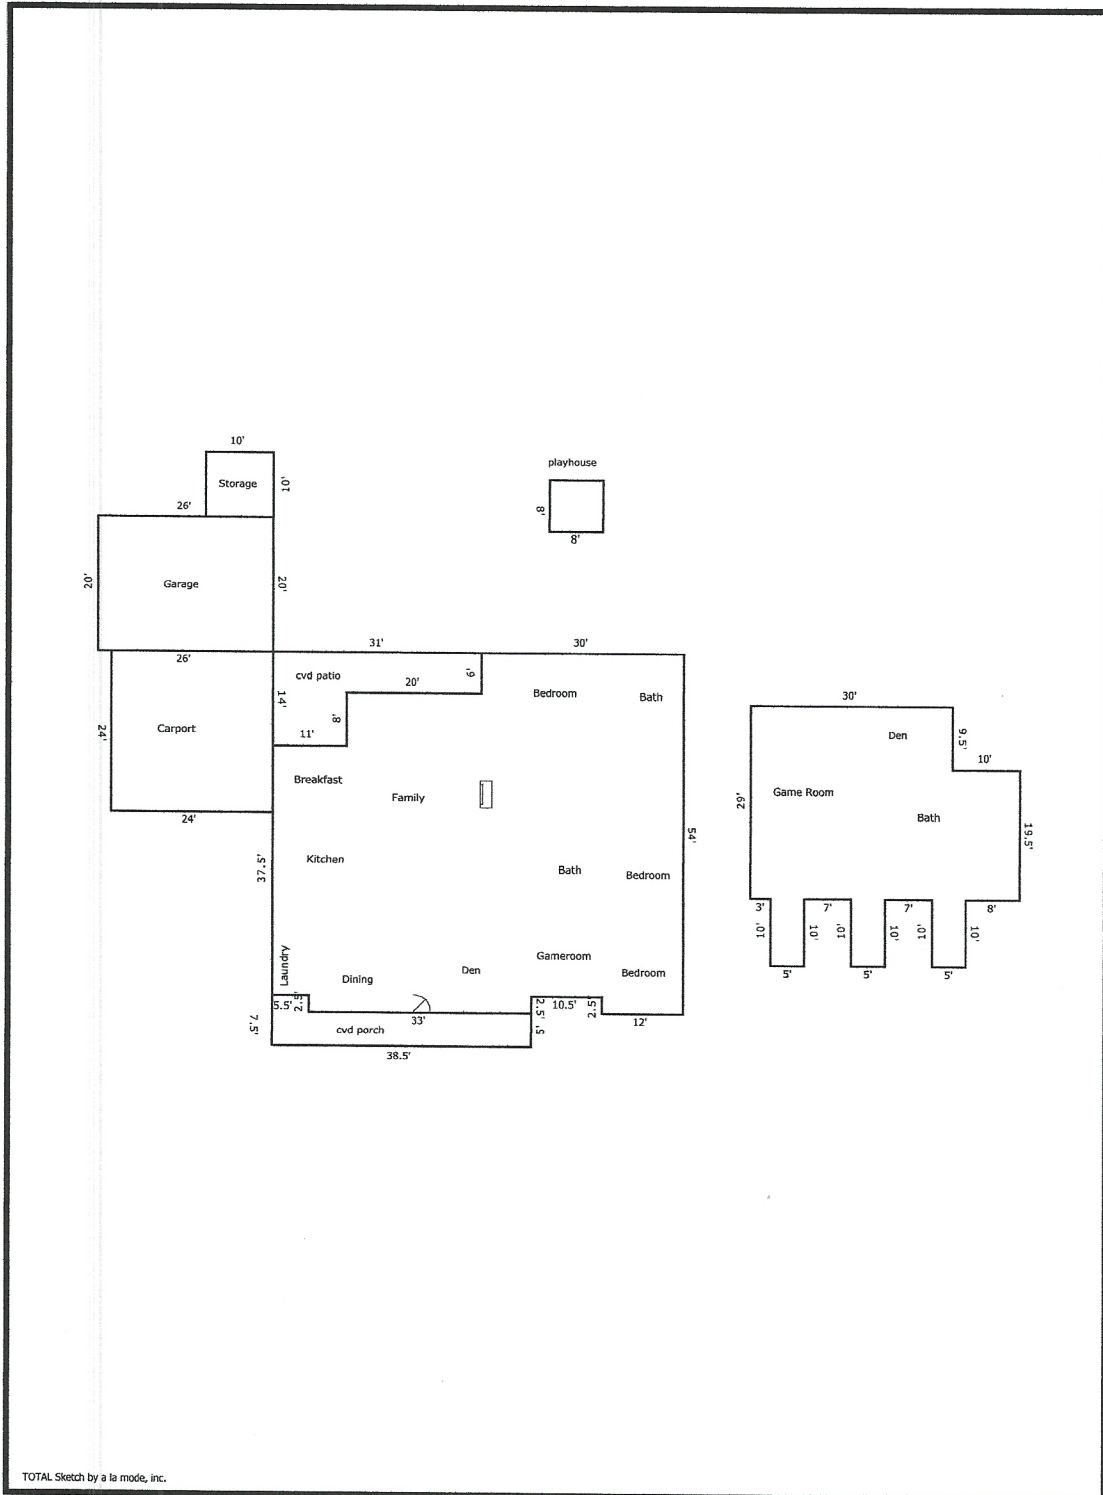 10'
playhouse
Storage
10'
26'
8'
8'
20'
Garage
20'
31'
30'
26'
cvd patio
6'
20'
14'
Bedroom
Bath
30'
8'
Carport
24'
11'
Den
9.5'
10'
Breakfast
Family
Game Room
29'
24'
Bath
54'
19.5'
37.5'
Kitchen
Bath
Bedroom
3'
7'
7'
8'
10'
10'
10'
10'
10'
10'
Laundry
Gameroom
Dining
Den
Bedroom
5'
5'
5'
5.5'
2.5'
2.5'
10.5'
2.5'
33'
12'
7.5'
cvd porch
5'
38.5'
TOTAL Sketch by a la mode, inc.